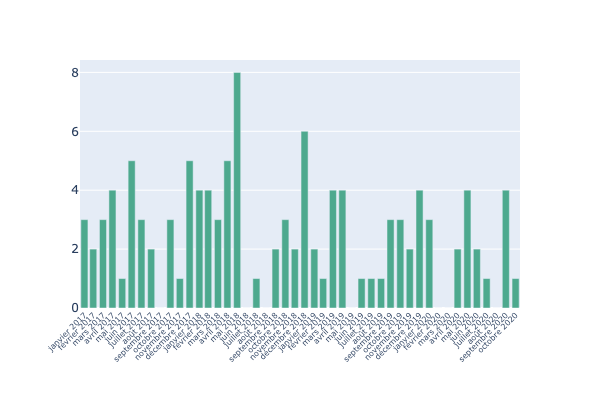 8
6
4
2
0
janvier 2017
février 2017
mars 2017
avril 2017
mai 2017
juin 2017
juillet 2017
août 2017
septembre 2017
octobre 2017
novembre 2017
décembre 2017
janvier 2018
février 2018
mars 2018
avril 2018
mai 2018
juin 2018
juillet 2018
août 2018
septembre 2018
octobre 2018
novembre 2018
décembre 2018
janvier 2019
février 2019
mars 2019
avril 2019
mai 2019
juin 2019
juillet 2019
août 2019
septembre 2019
octobre 2019
novembre 2019
décembre 2019
janvier 2020
février 2020
mars 2020
avril 2020
mai 2020
juin 2020
juillet 2020
août 2020
septembre 2020
octobre 2020